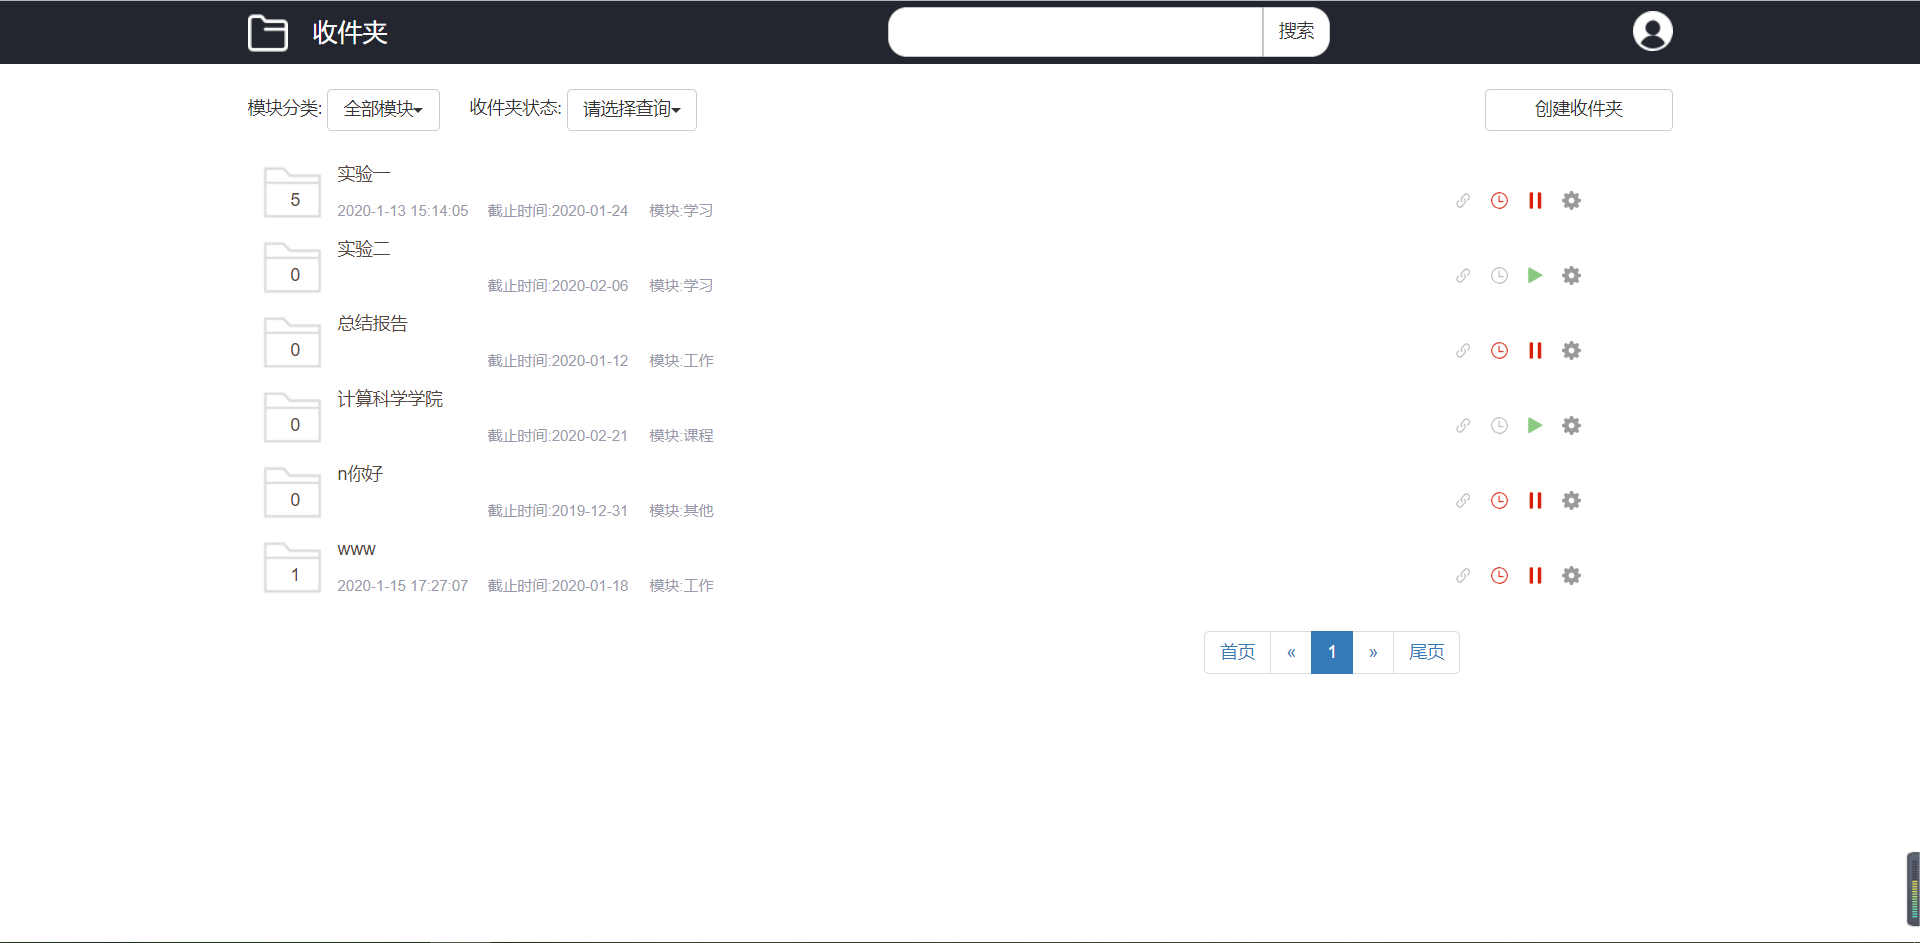 收件夹 搜索
模块分类: 全部模块 收件夹状态: 请选择查询 创建收件夹
实验一
5
2020-1-13 15:14:05 截止时间:2020-01-24 模块:学习
实验二
0
截止时间:2020-02-06 模块:学习
总结报告
0
截止时间:2020-01-12 模块:工作
计算科学学院
0
截止时间:2020-02-21 模块:课程
n你好
0
截止时间:2019-12-31 模块:其他
www
1
2020-1-15 17:27:07 截止时间:2020-01-18 模块:工作
首页 « 1 » 尾页